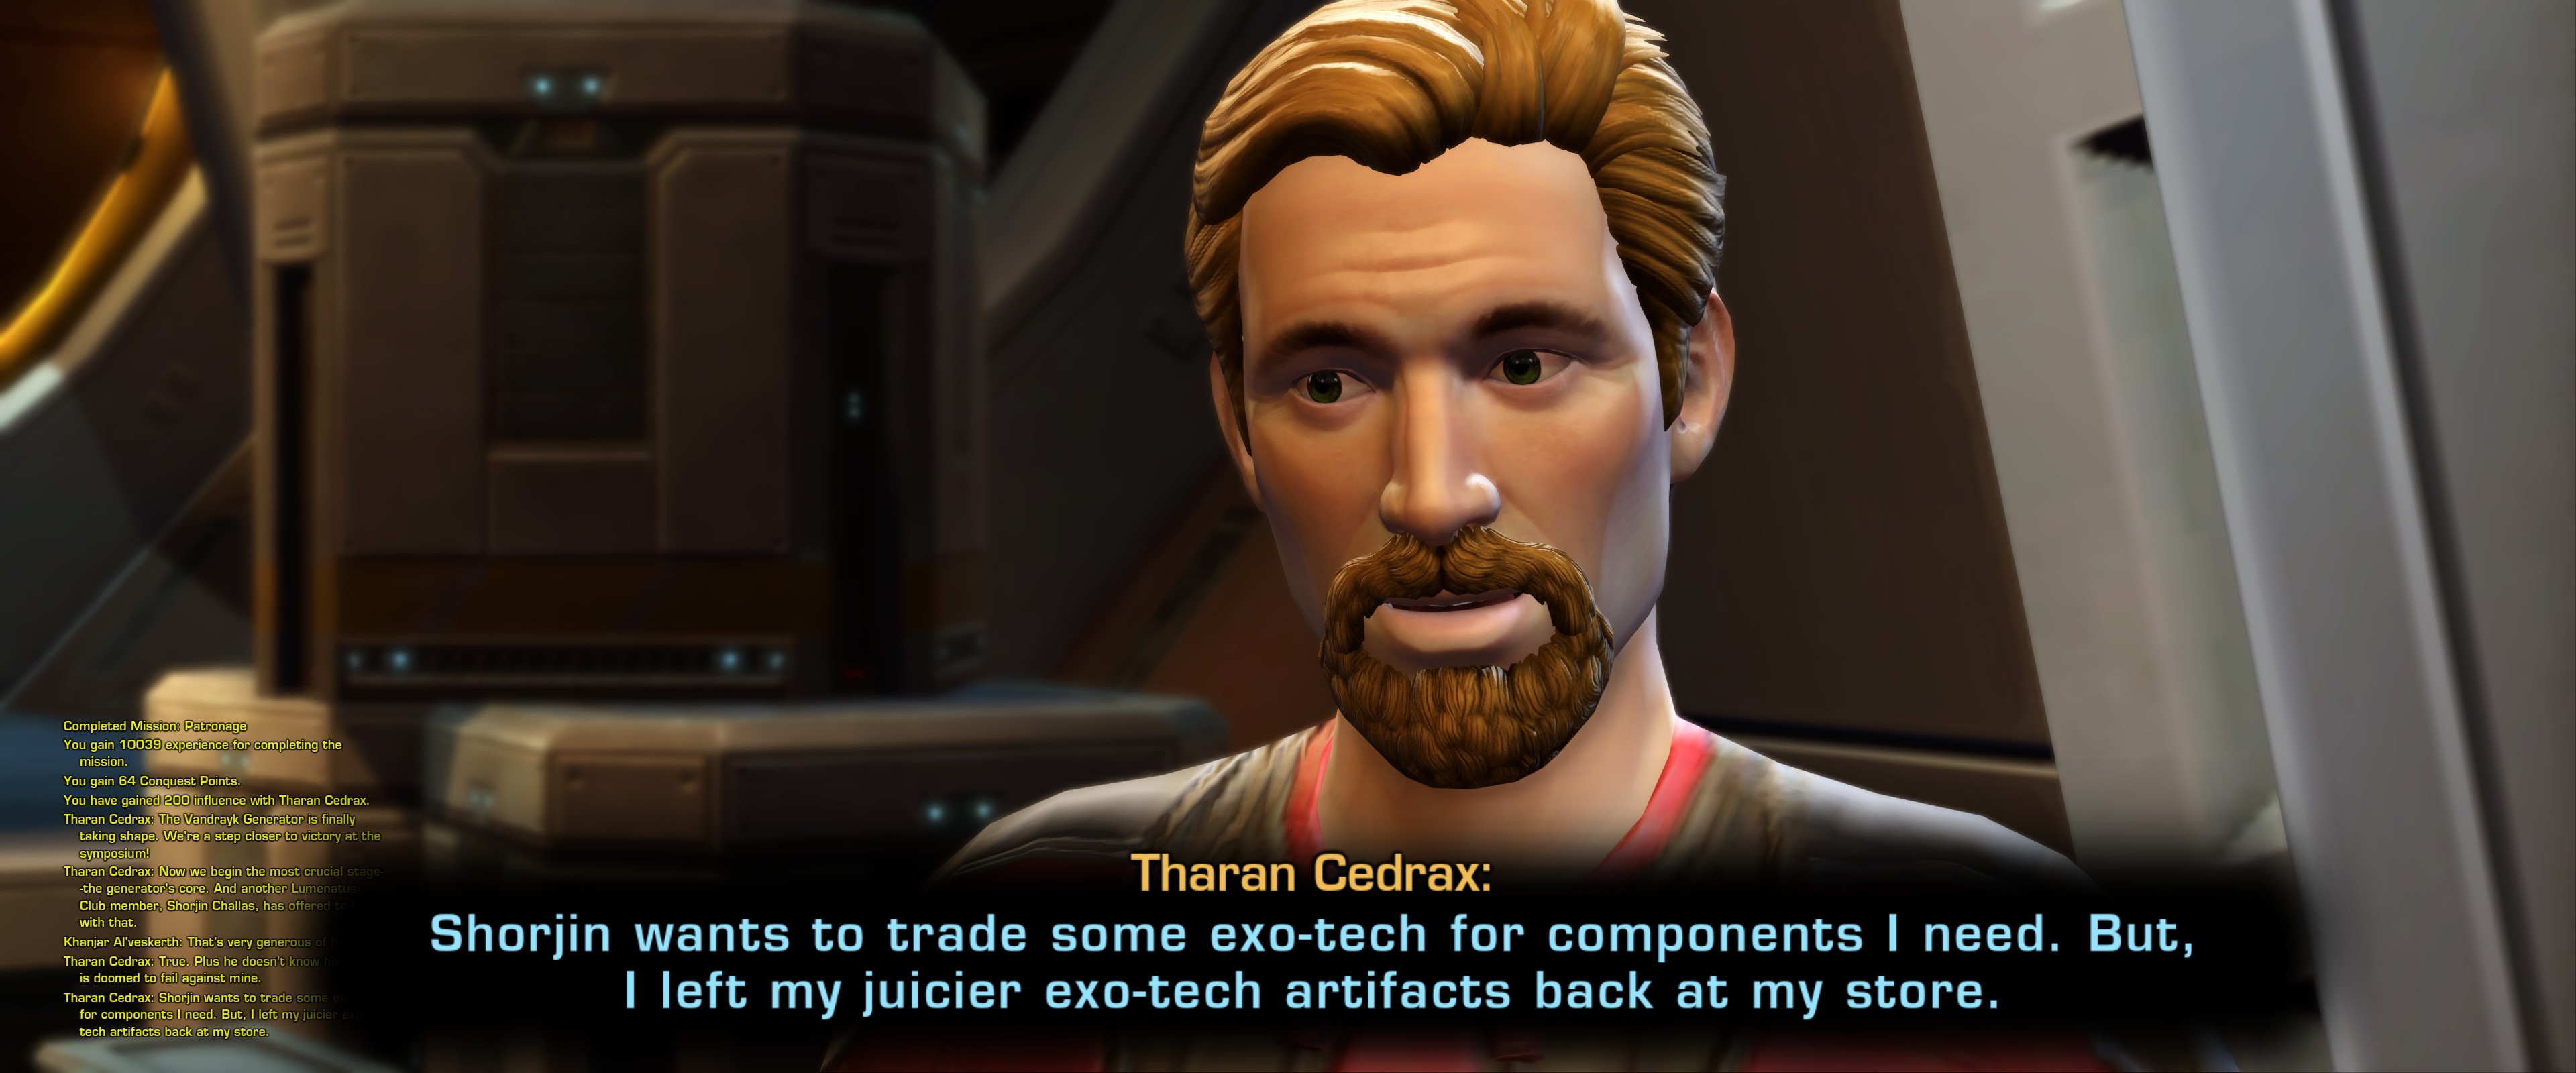 Completed Mission: Patronage
You gain 10039 experience for completing the
mission.
You gain 64 Conquest Points.
You have gained 200 influence with Tharan Cedrax.
Tharan Cedrax: The Vandrayk Generator is finally
taking shape. We're a step closer to victory at the
symposium!
Tharan Cedrax: Now we begin the most crucial stage-
-the generator's core. And another Lumenatus
Club member, Shorjin Challas, has offered to
with that.
Khanjar Al'veskerth: That's very generous of
Tharan Cedrax: True. Plus he doesn't know
is doomed to fail against mine.
Tharan Cedrax: Shorjin wants to trade some
for components I need. But, I left my juicier
tech artifacts back at my store.
Tharan Cedrax:
Shorjin wants to trade some exo-tech for components I need. But,
I left my juicier exo-tech artifacts back at my store.